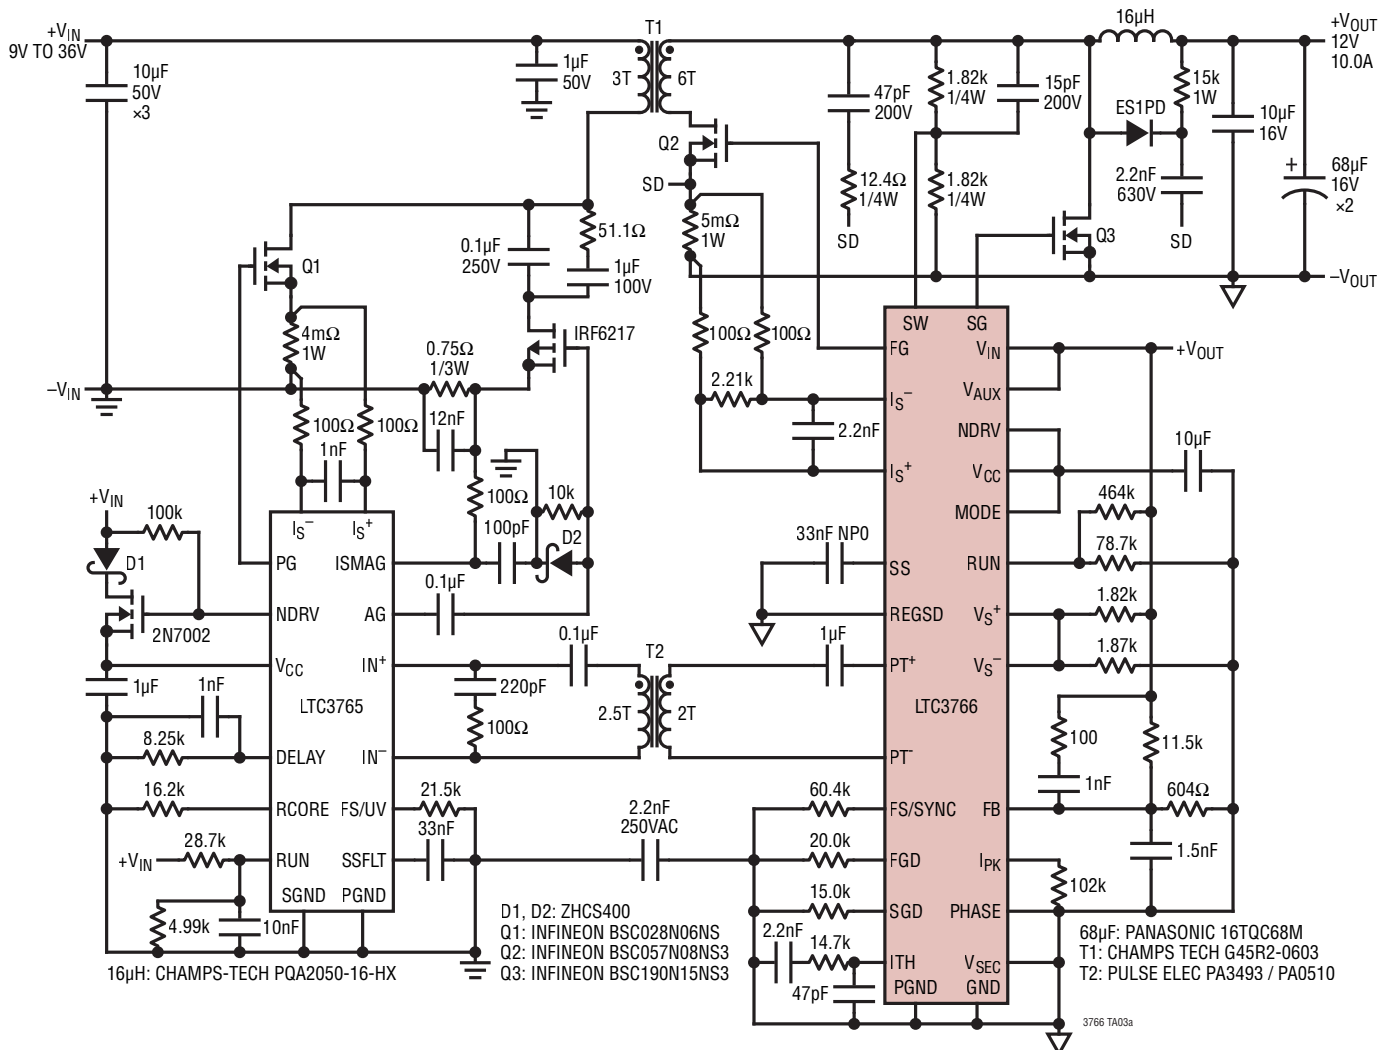 +VIN
9V TO 36V
10µF
50V
×3
1µF
50V
T1
3T
6T
Q2
SD
47pF
200V
12.4Ω
1/4W
SD
1.82k
1/4W
1.82k
1/4W
15pF
200V
16µH
ES1PD
15k
1W
2.2nF
630V
SD
Q3
10µF
16V
+
68µF
16V
×2
+VOUT
12V
10.0A
–VOUT
Q1
0.1µF
250V
51.1Ω
1µF
100V
5mΩ
1W
4mΩ
1W
–VIN
0.75Ω
1/3W
IRF6217
100Ω
100Ω
1nF
12nF
100Ω
100pF
10k
D2
100Ω
100Ω
2.21k
2.2nF
+VIN
100k
D1
2N7002
1µF
1nF
8.25k
16.2k
28.7k
+VIN
4.99k
10nF
IS–
IS+
PG
ISMAG
NDRV
AG
VCC
IN+
LTC3765
DELAY
IN–
RCORE
FS/UV
RUN
SSFLT
SGND
PGND
0.1µF
0.1µF
220pF
100Ω
T2
2.5T
2T
1µF
21.5k
33nF
2.2nF
250VAC
33nF NP0
60.4k
20.0k
15.0k
2.2nF
14.7k
47pF
SW
SG
FG
VIN
+VOUT
IS–
VAUX
NDRV
IS+
VCC
MODE
SS
RUN
REGSD
VS+
PT+
VS–
LTC3766
PT-
FS/SYNC
FB
FGD
IPK
SGD
PHASE
ITH
VSEC
PGND
GND
10µF
464k
78.7k
1.82k
1.87k
100
1nF
11.5k
604Ω
1.5nF
102k
16µH: CHAMPS-TECH PQA2050-16-HX
D1, D2: ZHCS400
Q1: INFINEON BSC028N06NS
Q2: INFINEON BSC057N08NS3
Q3: INFINEON BSC190N15NS3
68µF: PANASONIC 16TQC68M
T1: CHAMPS TECH G45R2-0603
T2: PULSE ELEC PA3493 / PA0510
3766 TA03a